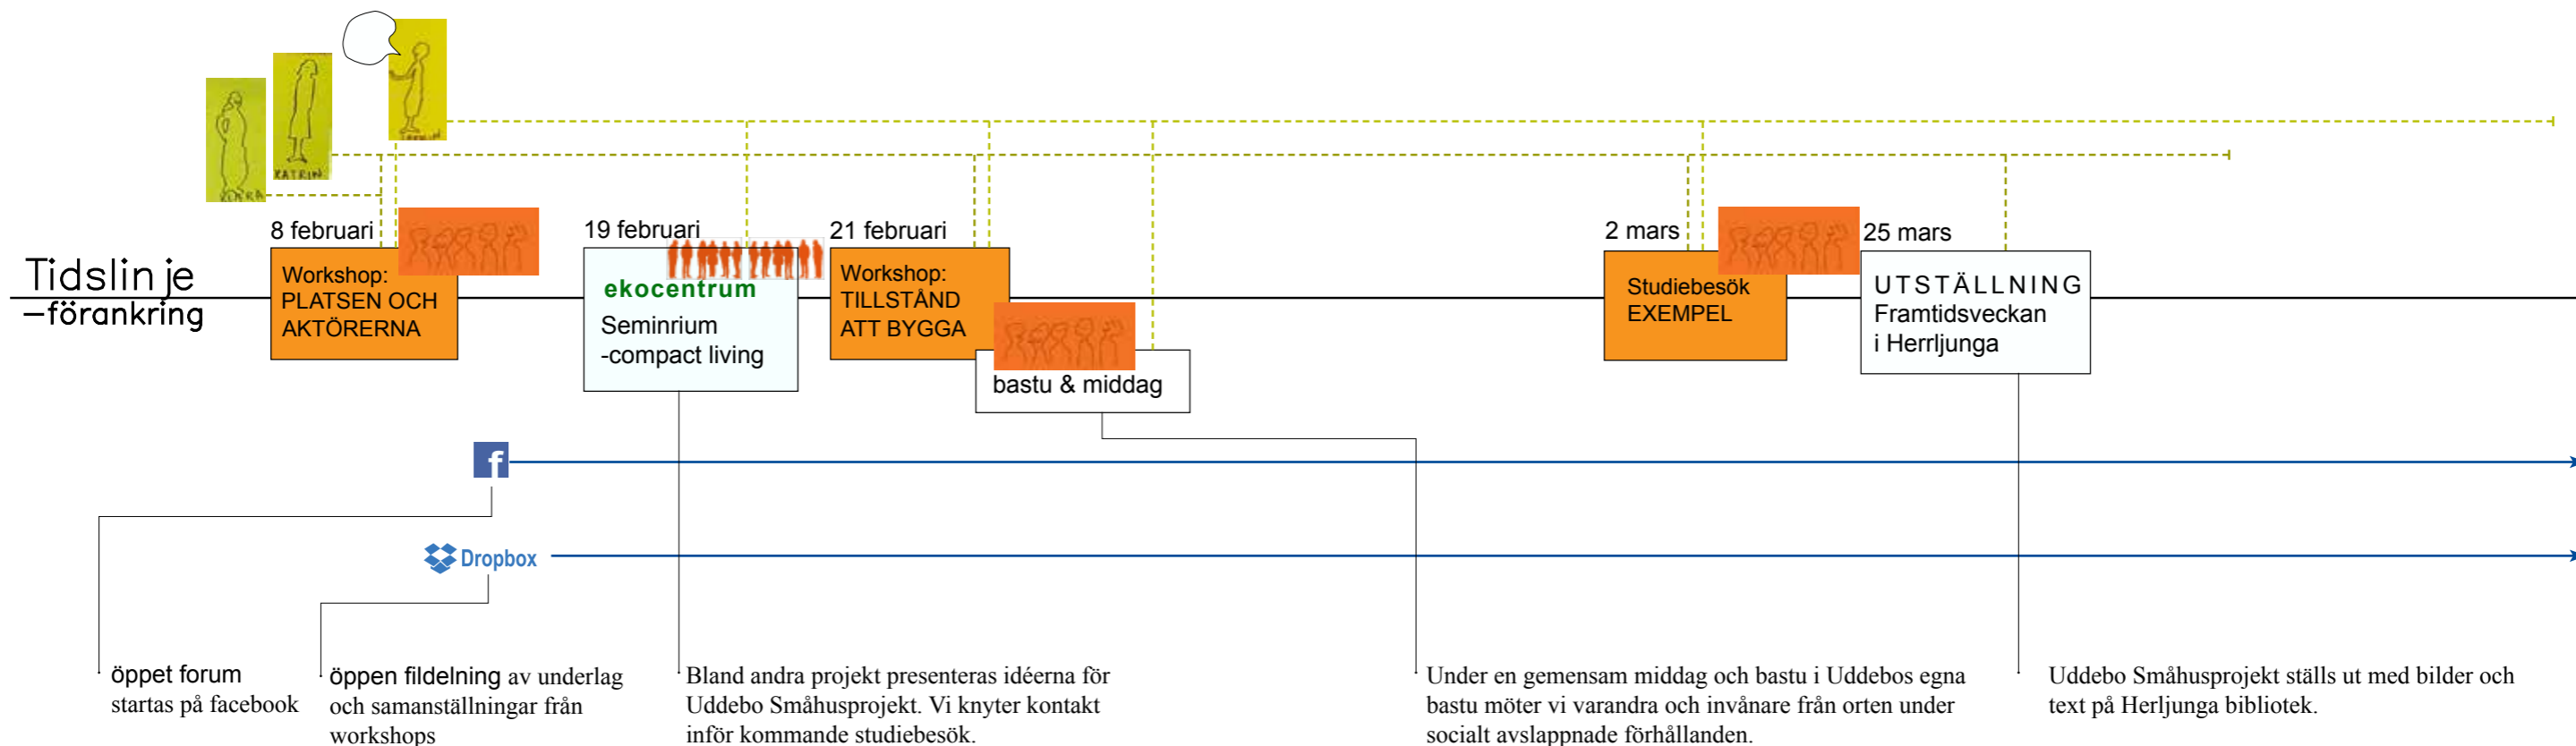 KATRIN
8 februari
19 februari
21 februari
2 mars
25 mars
Tidslinje
–förankring
Workshop:
PLATSEN OCH
AKTÖRERNA
ekocentrum
Seminrium
-compact living
Workshop:
TILLSTÅND
ATT BYGGA
bastu & middag
Studiebesök
EXEMPEL
UTSTÄLLNING
Framtidsveckan
i Herrljunga
f
Dropbox
öppet forum
startas på facebook
öppen fildelning av underlag
och samanställningar från
workshops
Bland andra projekt presenteras idéerna för
Uddebo Småhusprojekt. Vi knyter kontakt
inför kommande studiebesök.
Under en gemensam middag och bastu i Uddebos egna
bastu möter vi varandra och invånare från orten under
socialt avslappnade förhållanden.
Uddebo Småhusprojekt ställs ut med bilder och
text på Herljunga bibliotek.